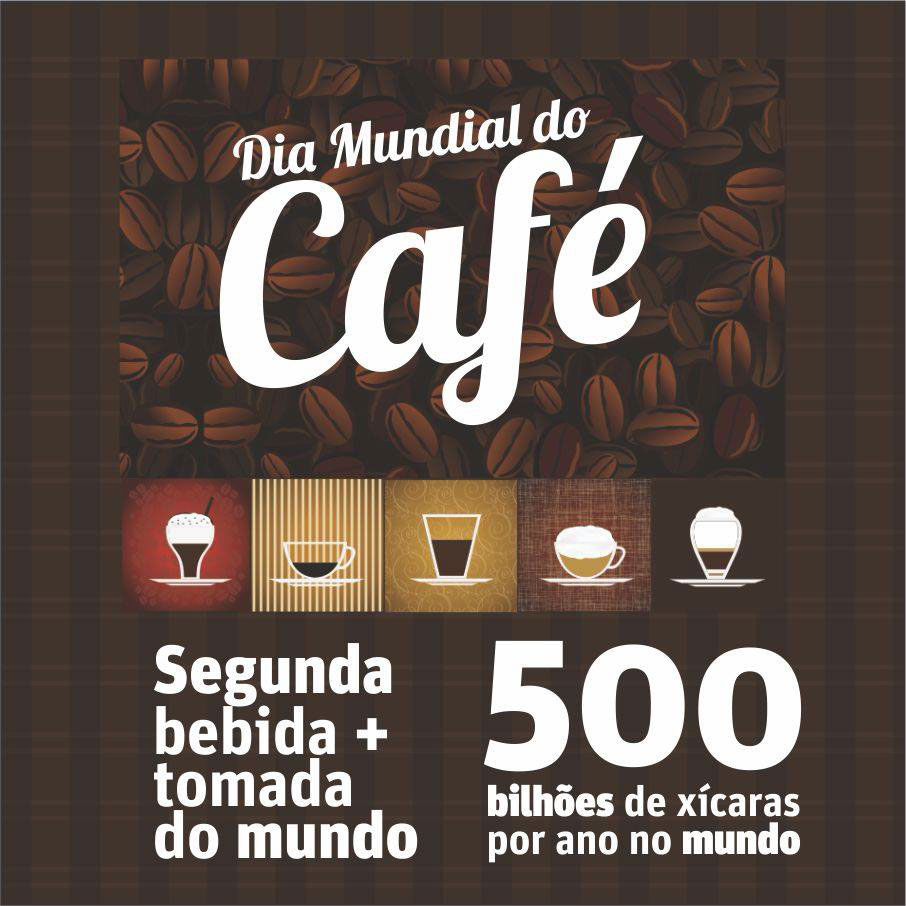 Dia Mundial do
Café
Segunda
bebida +
tomada
do mundo
500
bilhões de xícaras
por ano no mundo